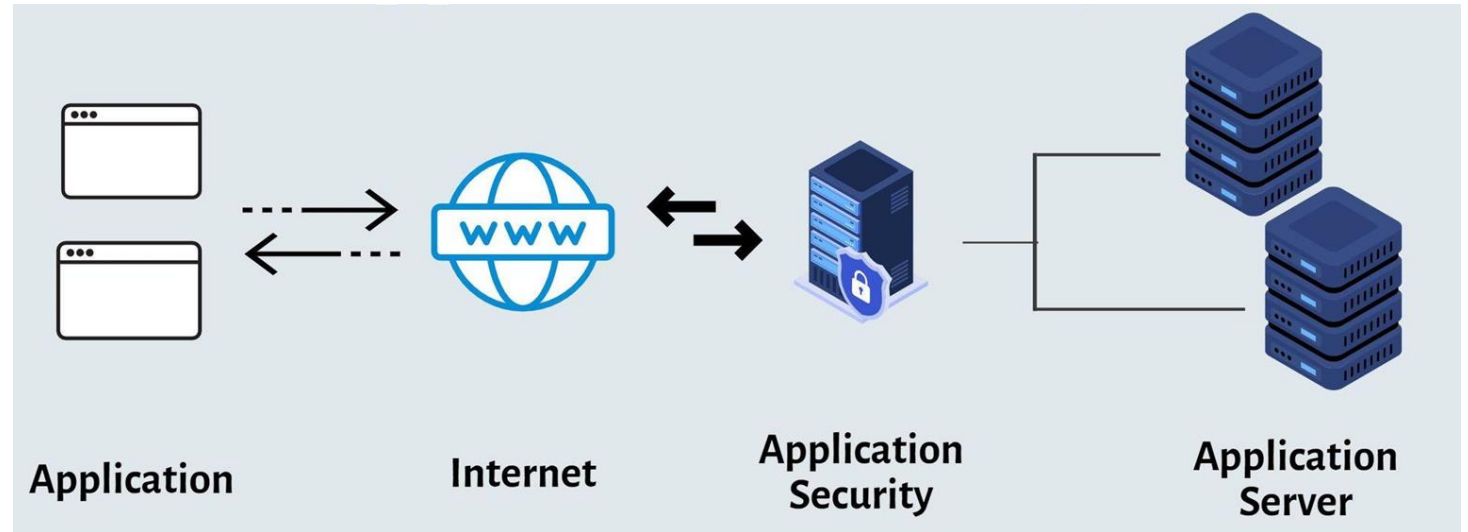 WWW
Application
Internet
Application
Security
Application
Server